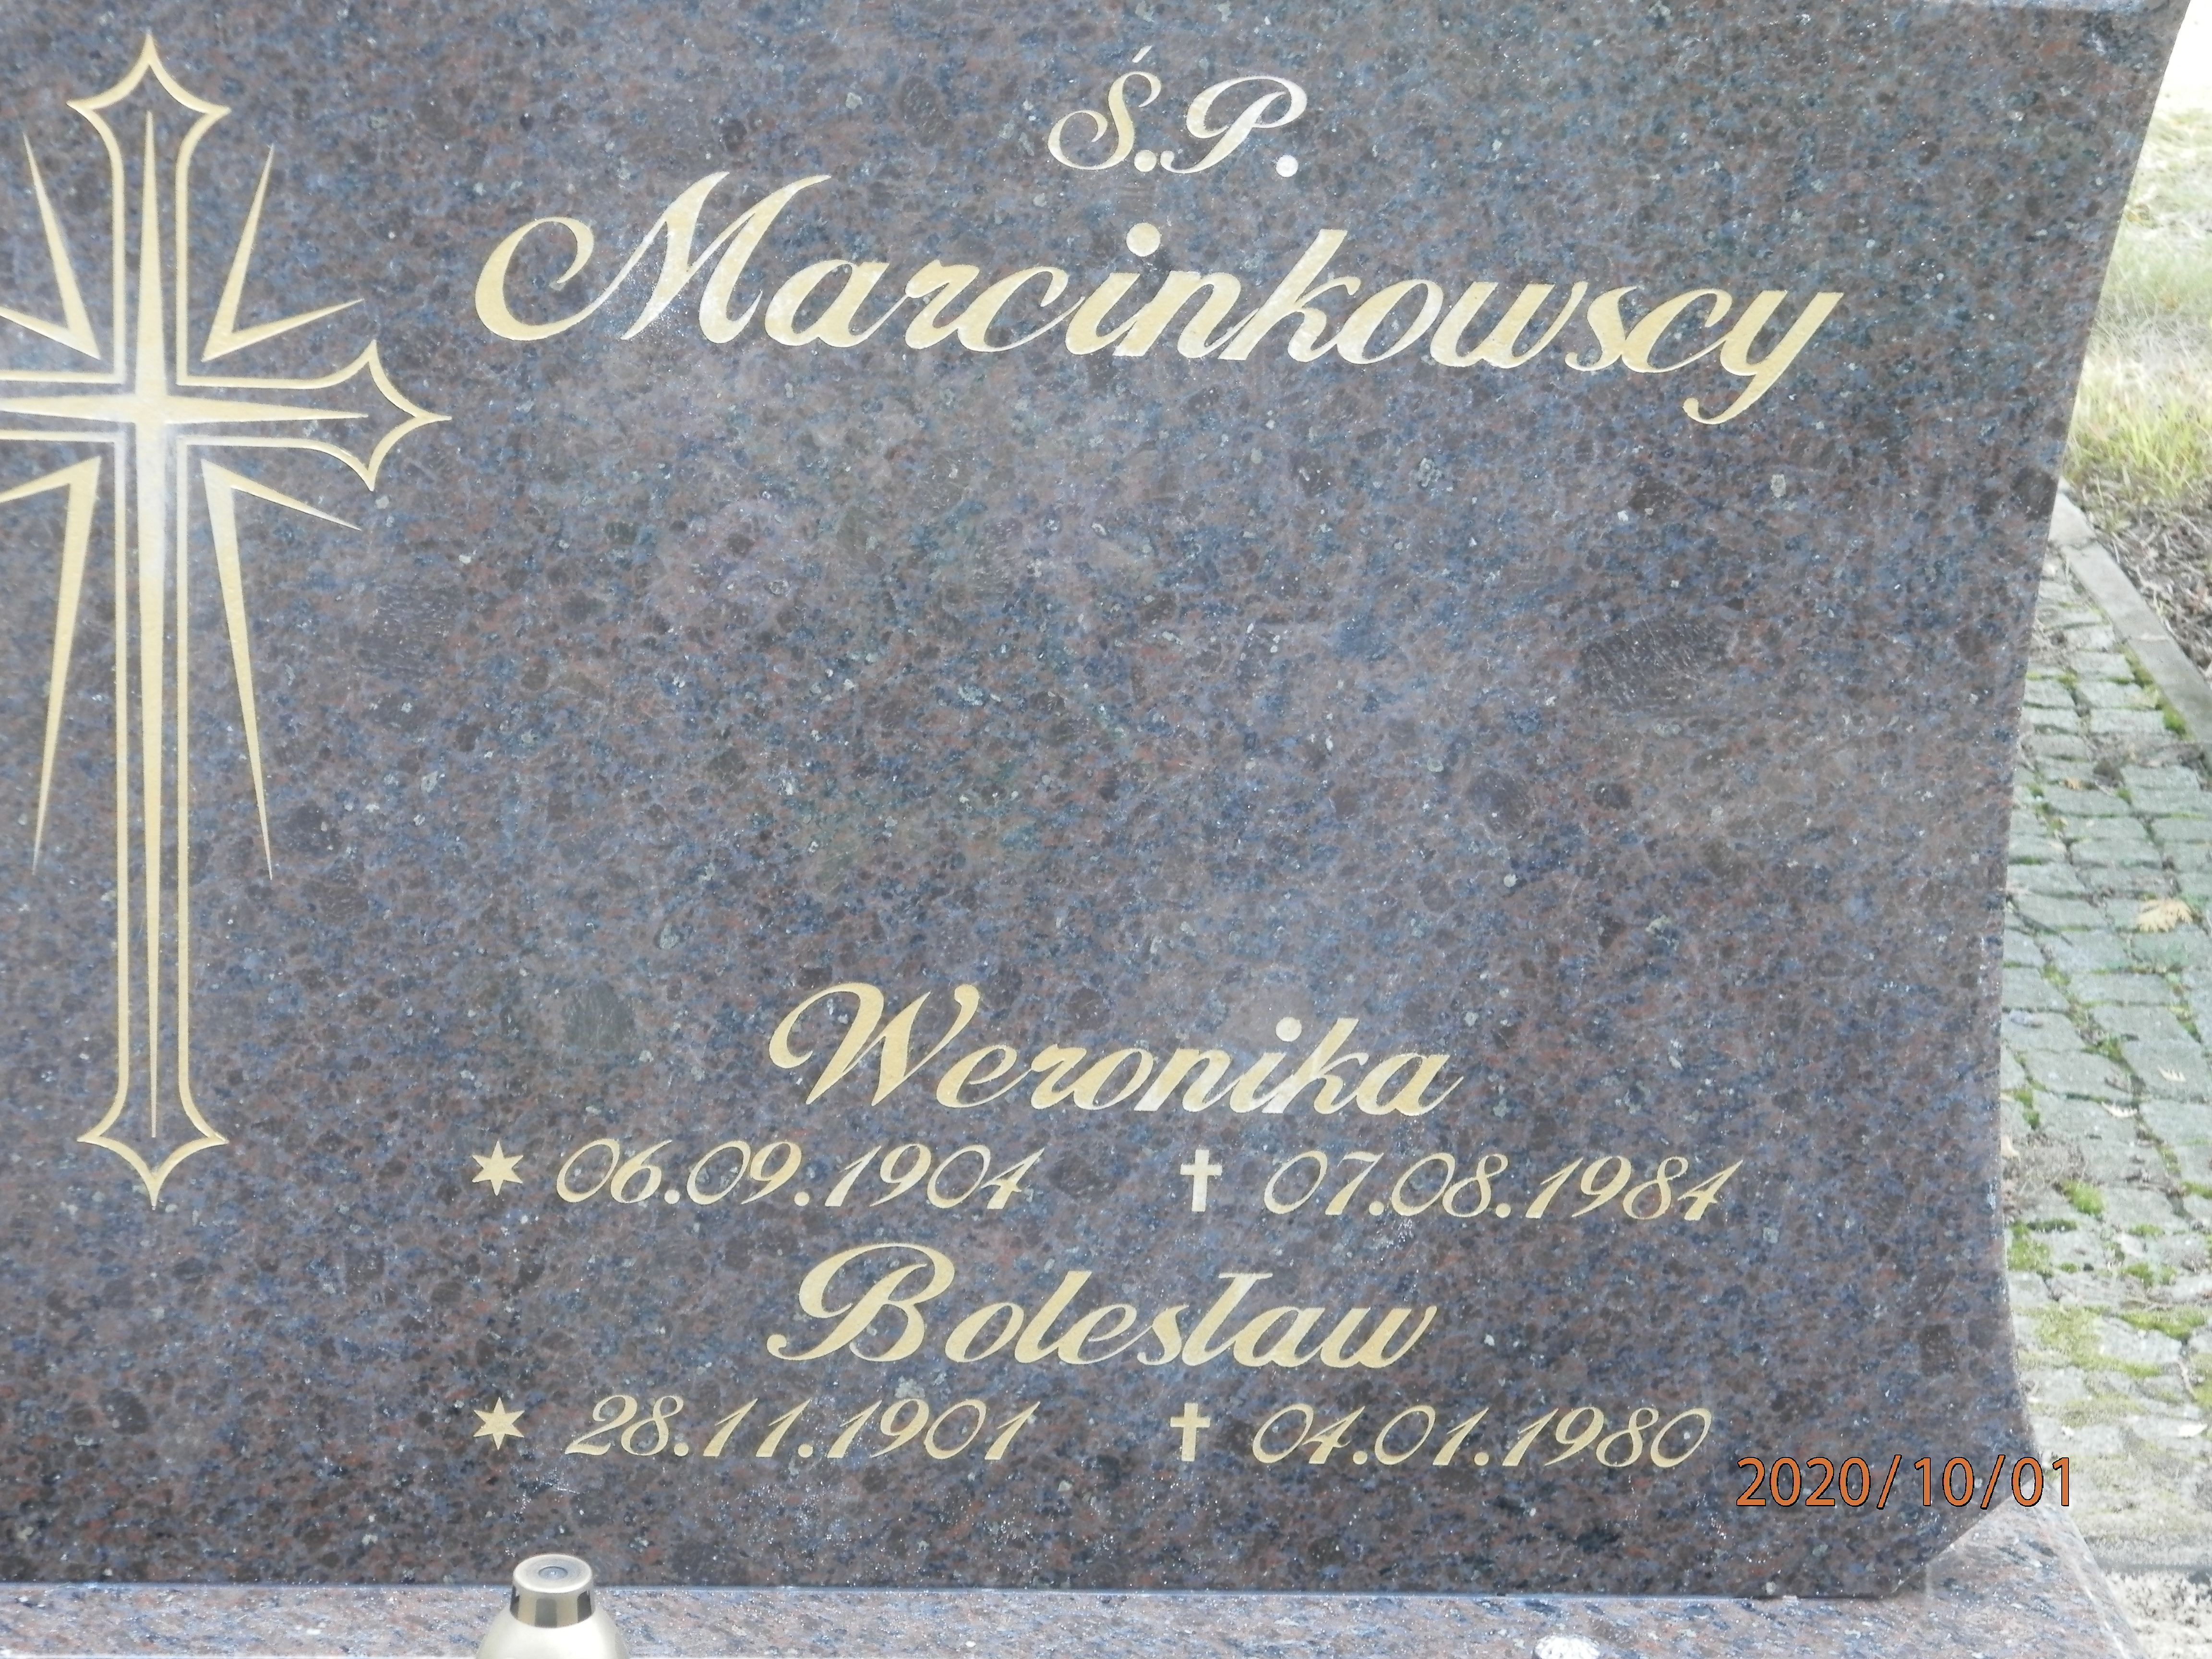 Ś.P.
Marcinkowscy
Weronika
✶ 06.09.1904 ✝ 07.08.1984
Bolesław
✶ 28.11.1901 ✝ 04.01.1980
2020/10/01